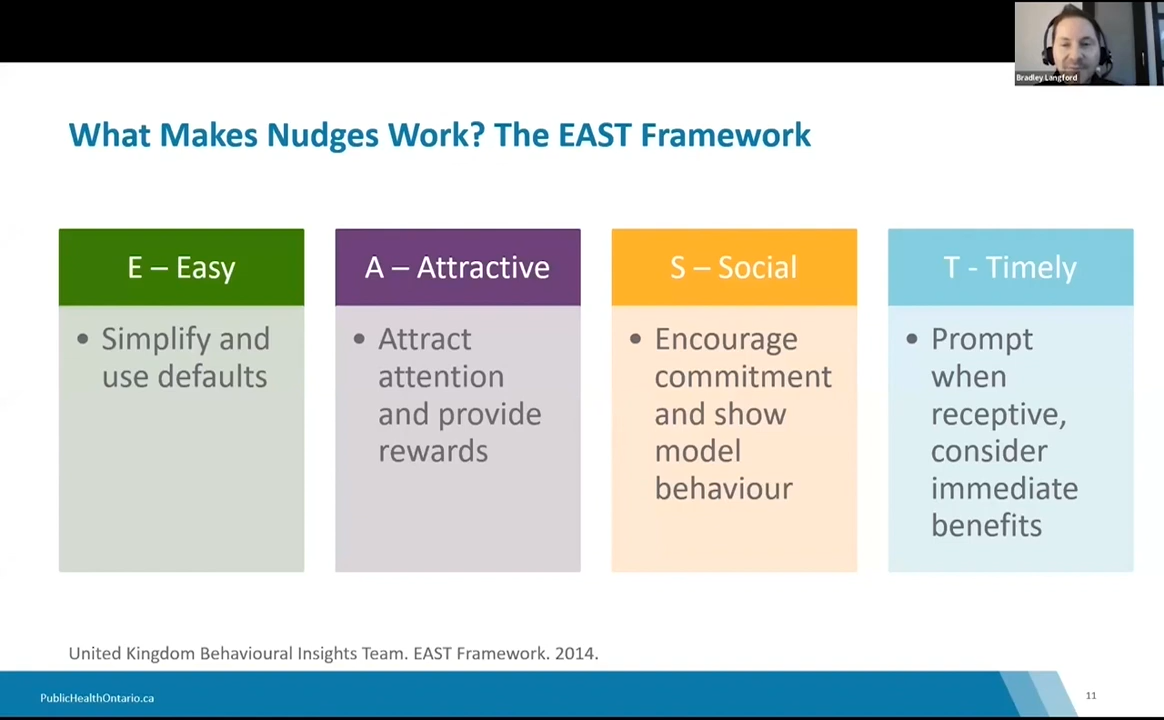 Bradley Langford
What Makes Nudges Work? The EAST Framework
E – Easy
• Simplify and
use defaults
A – Attractive
• Attract
attention
and provide
rewards
S – Social
• Encourage
commitment
and show
model
behaviour
T - Timely
• Prompt
when
receptive,
consider
immediate
benefits
United Kingdom Behavioural Insights Team. EAST Framework. 2014.
PublicHealthOntario.ca
11